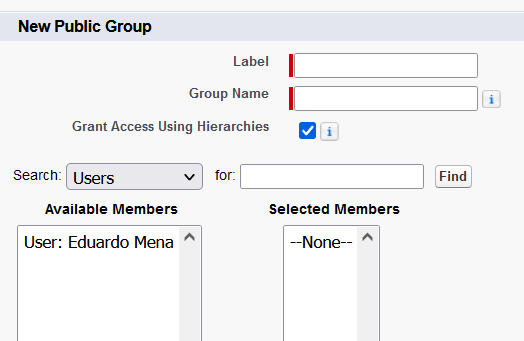 New Public Group
Label
Group Name
i
Grant Access Using Hierarchies
i
Search: Users for: Find
Available Members Selected Members
User: Eduardo Mena --None--